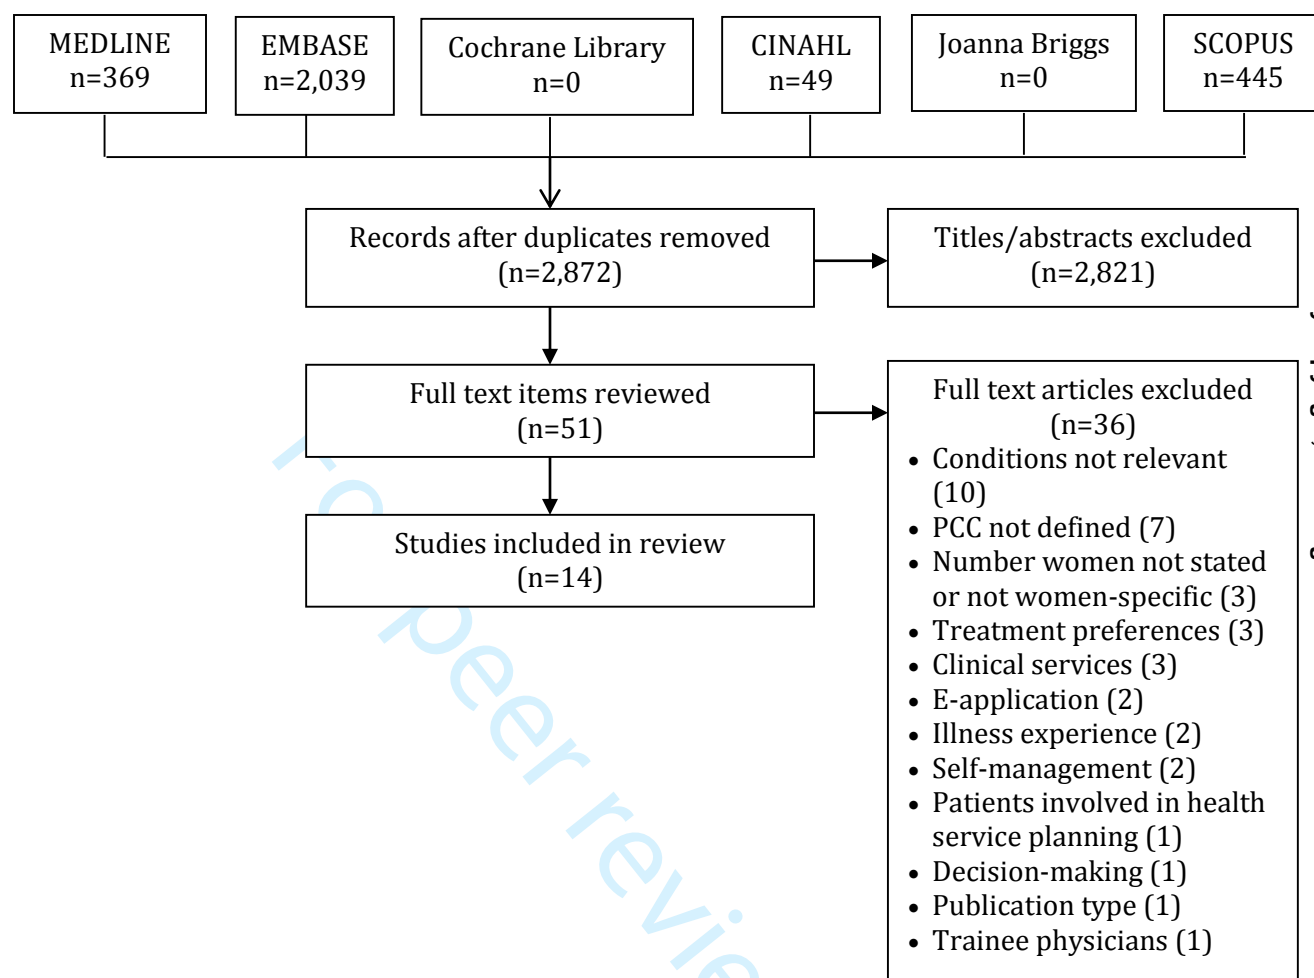 MEDLINE
n=369
EMBASE
n=2,039
Cochrane Library
n=0
CINAHL
n=49
Joanna Briggs
n=0
SCOPUS
n=445
Records after duplicates removed
(n=2,872)
Titles/abstracts excluded
(n=2,821)
Full text items reviewed
(n=51)
Full text articles excluded
(n=36)
• Conditions not relevant
(10)
• PCC not defined (7)
• Number women not stated
or not women-specific (3)
• Treatment preferences (3)
• Clinical services (3)
• E-application (2)
• Illness experience (2)
• Self-management (2)
• Patients involved in health
service planning (1)
• Decision-making (1)
• Publication type (1)
• Trainee physicians (1)
Studies included in review
(n=14)
peer